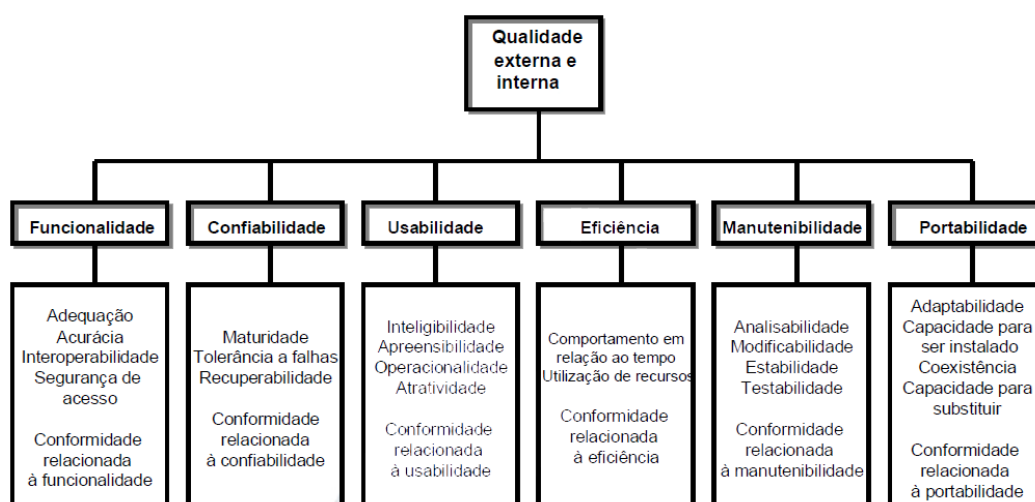 Qualidade
externa e
interna
Funcionalidade
Confiabilidade
Usabilidade
Eficiência
Manutenibilidade
Portabilidade
Adequação
Acurácia
Interoperabilidade
Segurança de
acesso
Conformidade
relacionada
à funcionalidade
Maturidade
Tolerância a falhas
Recuperabilidade
Conformidade
relacionada
à confiabilidade
Inteligibilidade
Apreensibilidade
Operacionalidade
Atratividade
Conformidade
relacionada
à usabilidade
Comportamento em
relação ao tempo
Utilização de recursos
Conformidade
relacionada
à eficiência
Analisabilidade
Modificabilidade
Estabilidade
Testabilidade
Conformidade
relacionada
à manutenibilidade
Adaptabilidade
Capacidade para
ser instalado
Coexistência
Capacidade para
substituir
Conformidade
relacionada
à portabilidade